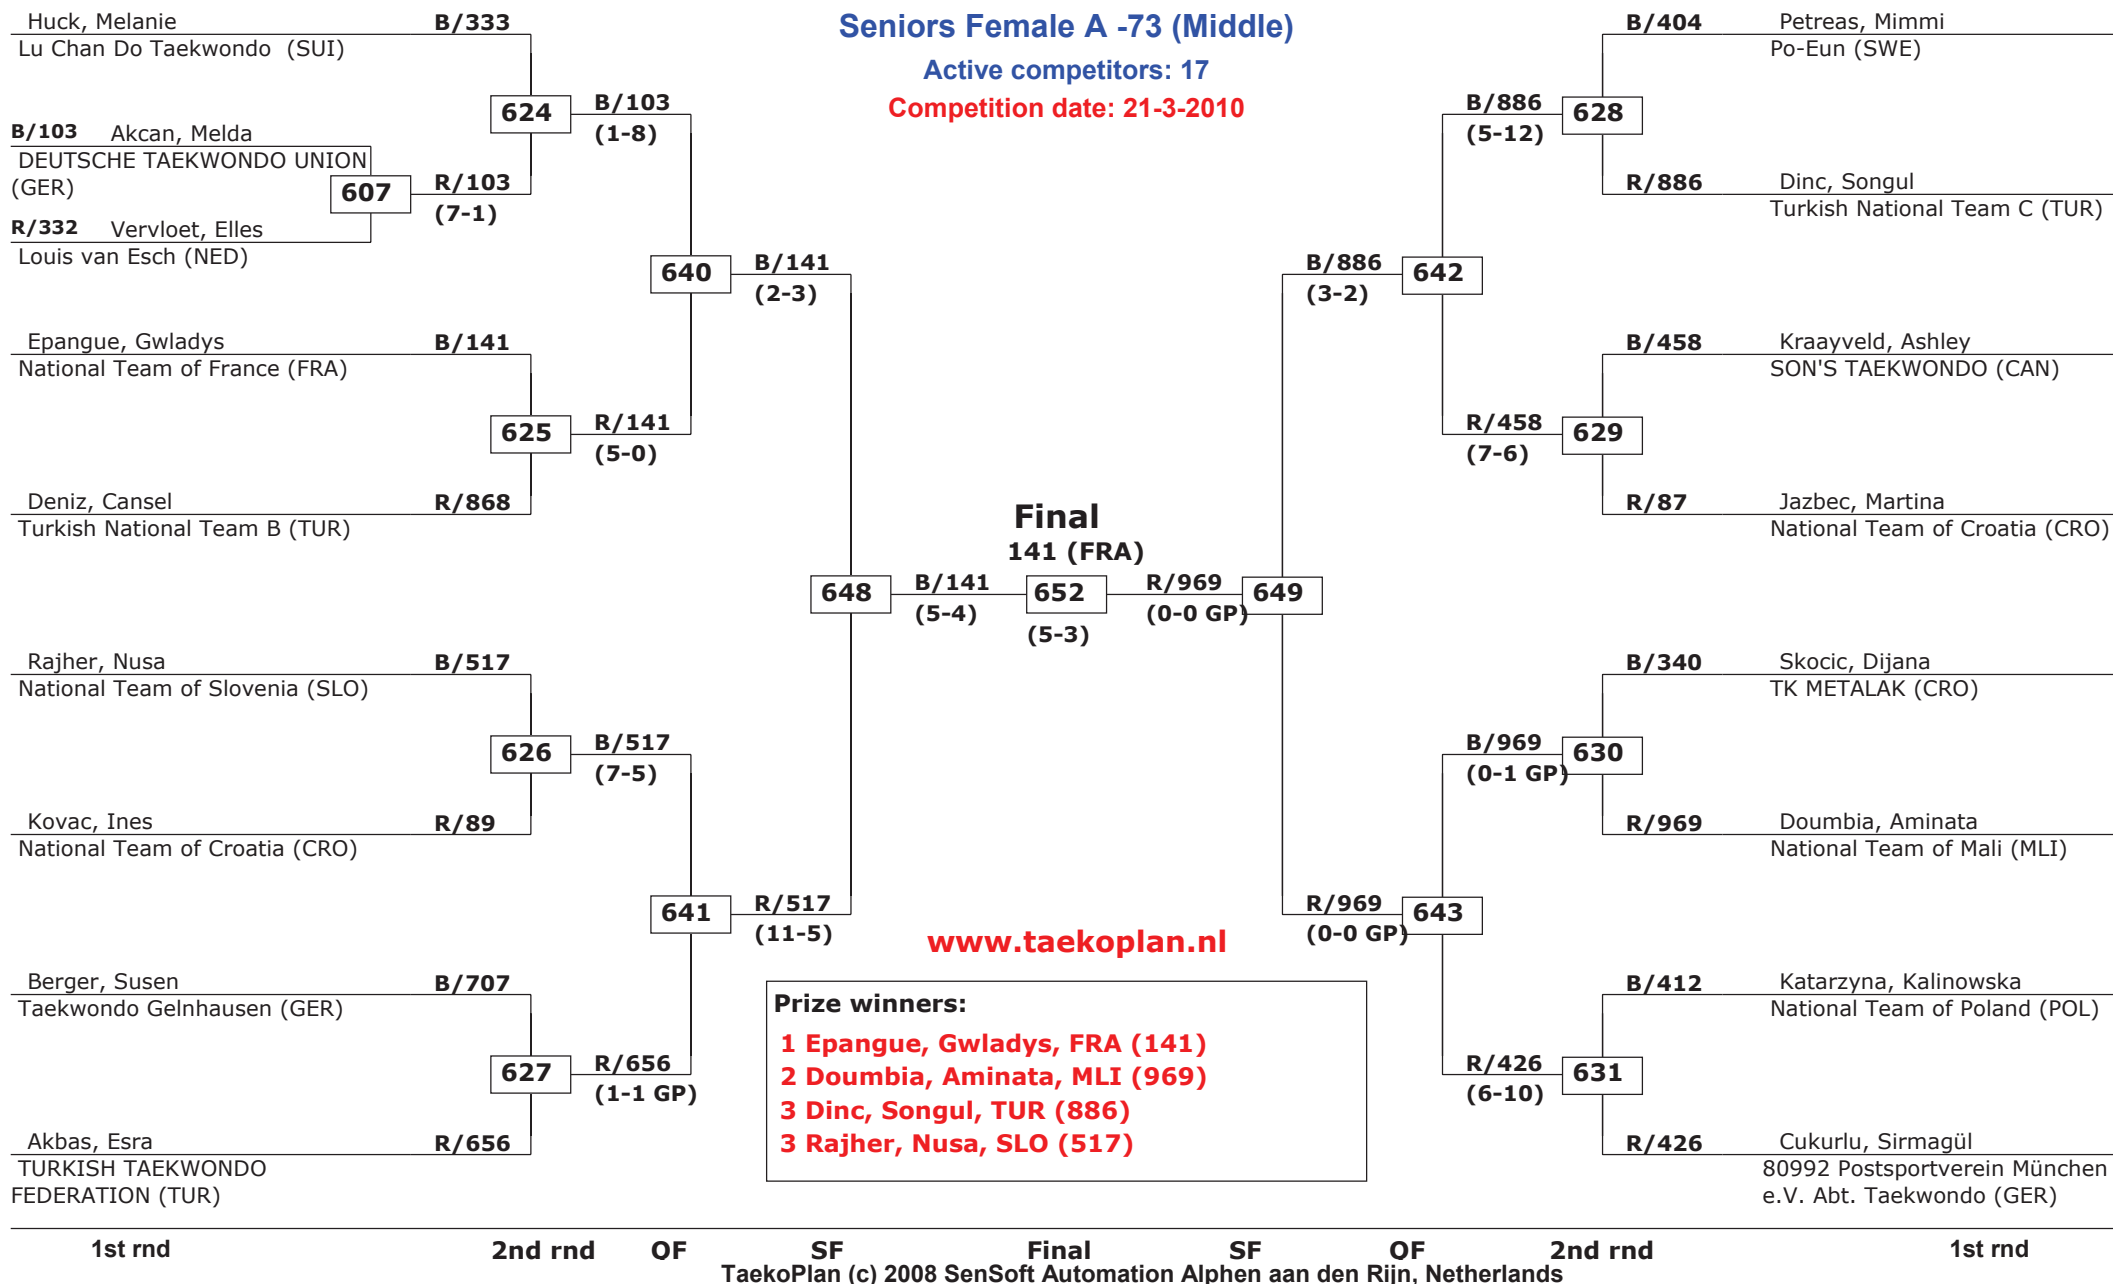 Seniors Female A -73 (Middle)
Active competitors: 17
Competition date: 21-3-2010
Huck, Melanie B/333
Lu Chan Do Taekwondo (SUI)
624
B/103
(1-8)
B/103 Akcan, Melda
DEUTSCHE TAEKWONDO UNION
(GER)
607
R/103
(7-1)
R/332 Vervloet, Elles
Louis van Esch (NED)
640
B/141
(2-3)
Epangue, Gwladys B/141
National Team of France (FRA)
625
R/141
(5-0)
Deniz, Cansel R/868
Turkish National Team B (TUR)
648
B/141
(5-4)
Rajher, Nusa B/517
National Team of Slovenia (SLO)
626
B/517
(7-5)
Kovac, Ines R/89
National Team of Croatia (CRO)
641
R/517
(11-5)
Berger, Susen B/707
Taekwondo Gelnhausen (GER)
627
R/656
(1-1 GP)
Akbas, Esra R/656
TURKISH TAEKWONDO
FEDERATION (TUR)
Final
141 (FRA)
652
(5-3)
B/404 Petreas, Mimmi
Po-Eun (SWE)
B/886
(5-12)
628
R/886 Dinc, Songul
Turkish National Team C (TUR)
B/886
(3-2)
642
B/458 Kraayveld, Ashley
SON'S TAEKWONDO (CAN)
R/458
(7-6)
629
R/87 Jazbec, Martina
National Team of Croatia (CRO)
R/969
(0-0 GP)
649
B/340 Skocic, Dijana
TK METALAK (CRO)
B/969
(0-1 GP)
630
R/969 Doumbia, Aminata
National Team of Mali (MLI)
R/969
(0-0 GP)
643
B/412 Katarzyna, Kalinowska
National Team of Poland (POL)
R/426
(6-10)
631
R/426 Cukurlu, Sirmagül
80992 Postsportverein München
e.V. Abt. Taekwondo (GER)
www.taekoplan.nl
Prize winners:
1 Epangue, Gwladys, FRA (141)
2 Doumbia, Aminata, MLI (969)
3 Dinc, Songul, TUR (886)
3 Rajher, Nusa, SLO (517)
1st rnd 2nd rnd QF SF Final SF QF 2nd rnd 1st rnd
TaekoPlan (c) 2008 SenSoft Automation Alphen aan den Rijn, Netherlands